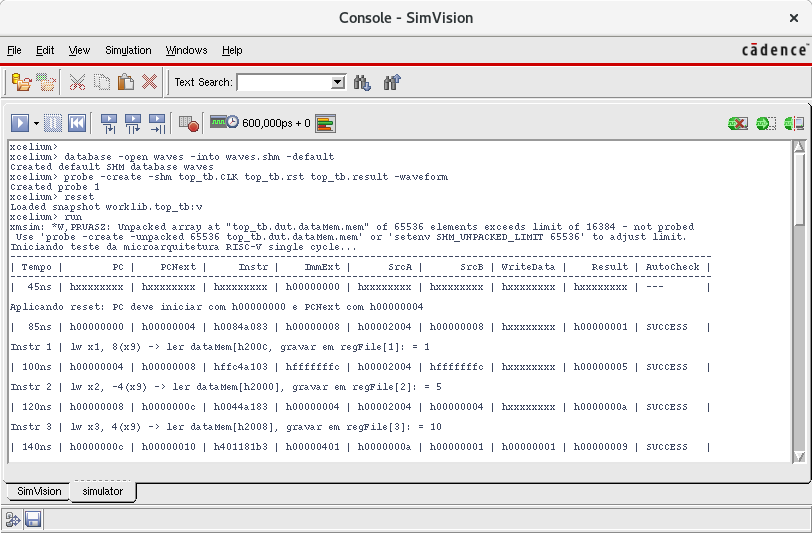 Console - SimVision
File Edit View Simulation Windows Help
cādence
Text Search:
600,000ps + 0
xcelium>
xcelium> database -open waves -into waves.shm -default
Created default SHM database waves
xcelium> probe -create -shm top_tb.CLK top_tb.rst top_tb.result -waveform
Created probe 1
xcelium> reset
Loaded snapshot worklib.top_tb:v
xcelium> run
xmsim: *W,PRUASZ: Unpacked array at "top_tb.dut.dataMem.mem" of 65536 elements exceeds limit of 16384 - not probed
Use 'probe -create -unpacked 65536 top_tb.dut.dataMem.mem' or 'setenv SHM_UNPACKED_LIMIT 65536' to adjust limit.
Iniciando teste da microarquitetura RISC-V single cycle...
| Tempo | PC | PCNext | Instr | ImmExt | SrcA | SrcB | WriteData | Result | AutoCheck |
| 45ns | hxxxxxxxx | hxxxxxxxx | hxxxxxxxx | h00000000 | hxxxxxxxx | hxxxxxxxx | hxxxxxxxx | hxxxxxxxx | --- |
Aplicando reset: PC deve iniciar com h00000000 e PCNext com h00000004
| 85ns | h00000000 | h00000004 | h0084a083 | h00000008 | h00002004 | h00000008 | hxxxxxxxx | h00000001 | SUCCESS |
Instr 1 | lw x1, 8(x9) -> ler dataMem[h200c], gravar em regFile[1]: = 1
| 100ns | h00000004 | h00000008 | hffc4a103 | hfffffffc | h00002004 | hfffffffc | hxxxxxxxx | h00000005 | SUCCESS |
Instr 2 | lw x2, -4(x9) -> ler dataMem[h2000], gravar em regFile[2]: = 5
| 120ns | h00000008 | h0000000c | h0044a183 | h00000004 | h00002004 | h00000004 | hxxxxxxxx | h0000000a | SUCCESS |
Instr 3 | lw x3, 4(x9) -> ler dataMem[h2008], gravar em regFile[3]: = 10
| 140ns | h0000000c | h00000010 | h401181b3 | h00000401 | h0000000a | h00000001 | h00000001 | h00000009 | SUCCESS |
SimVision simulator